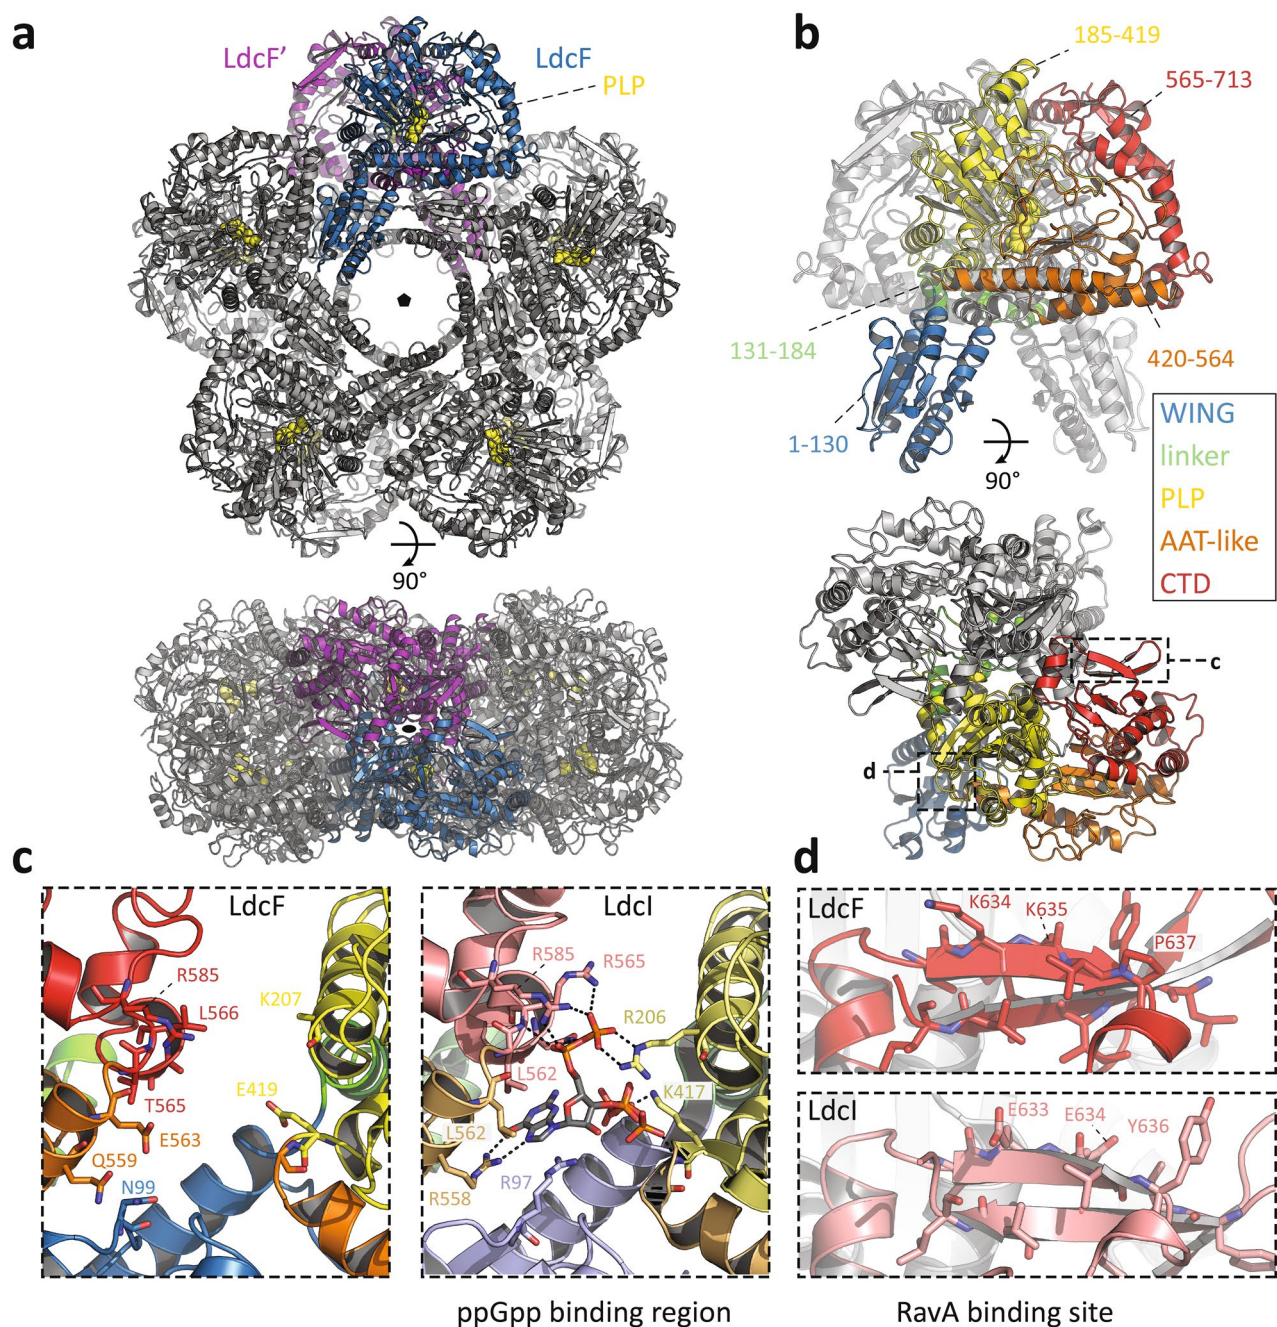 a
LdcF’
LdcF
PLP
90°
b
185-419
565-713
131-184
420-564
1-130
90°
WING
linker
PLP
AAT-like
CTD
c
d
c
LdcF
R585
L566
K207
T565
E419
E563
Q559
N99
LdcI
R585
R565
R206
L562
K417
L562
R558
R97
ppGpp binding region
d
LdcF
K634
K635
P637
LdcI
E633
E634
Y636
RavA binding site